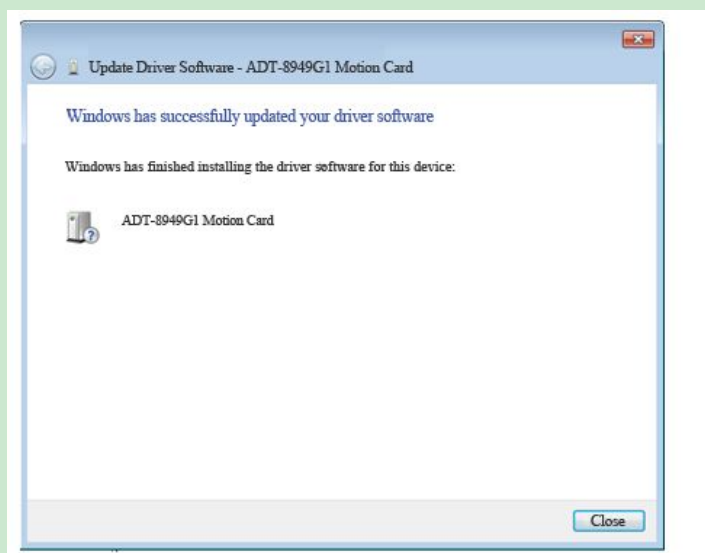 Update Driver Software - ADT-8949G1 Motion Card
Windows has successfully updated your driver software
Windows has finished installing the driver software for this device:
ADT-8949G1 Motion Card
Close